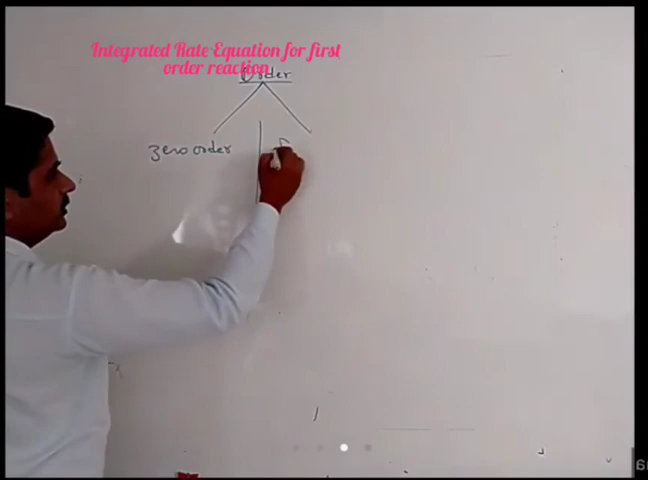 Integrated Rate Equation for first
order reaction
Order
zero order